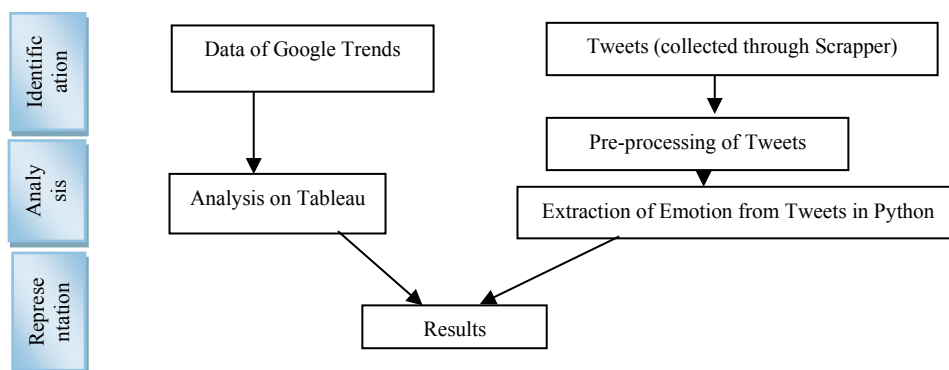 Identific
ation
Data of Google Trends
Tweets (collected through Scrapper)
Analy
sis
Pre-processing of Tweets
Analysis on Tableau
Extraction of Emotion from Tweets in Python
Represe
ntation
Results